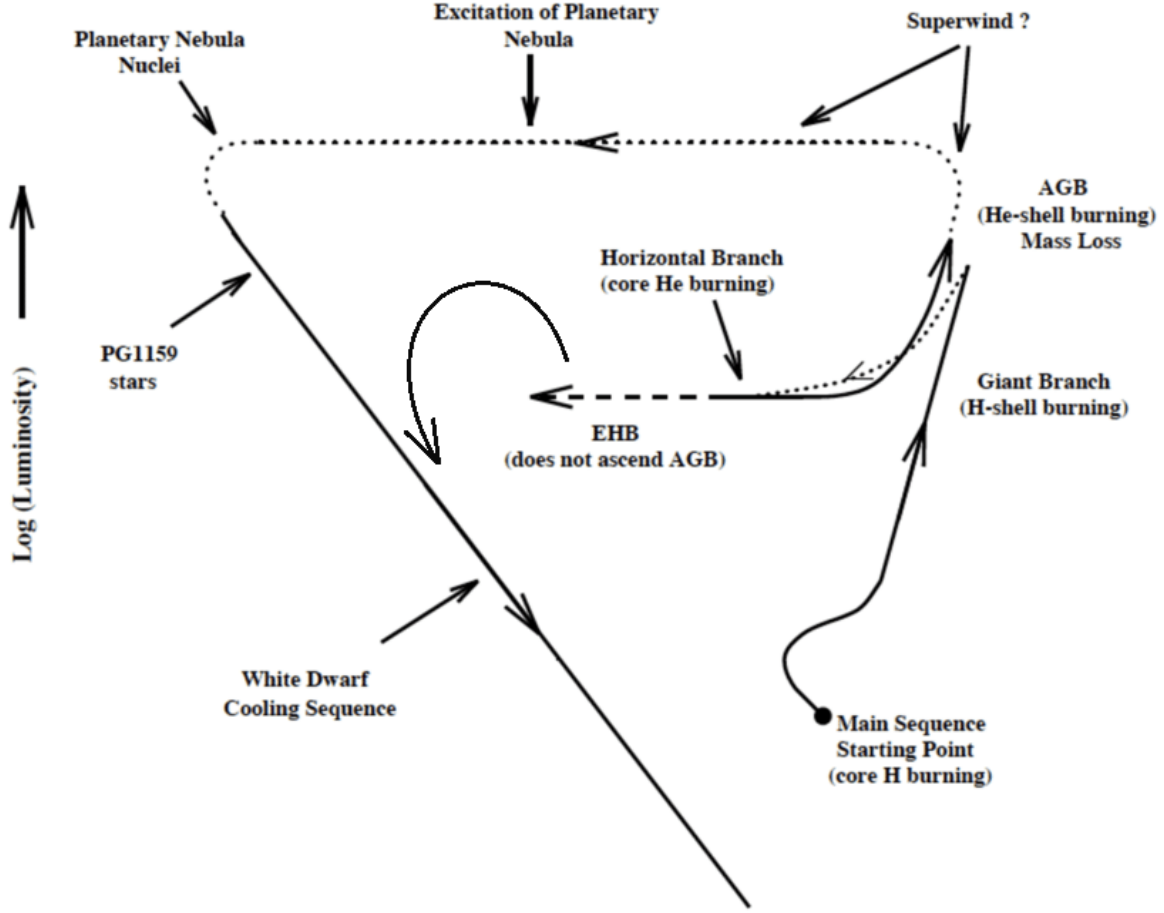 Excitation of Planetary
Nebula
Superwind ?
Planetary Nebula
Nuclei
AGB
(He-shell burning)
Mass Loss
Horizontal Branch
(core He burning)
PG1159
stars
Giant Branch
(H-shell burning)
EHB
(does not ascend AGB)
Log (Luminosity)
White Dwarf
Cooling Sequence
Main Sequence
Starting Point
(core H burning)